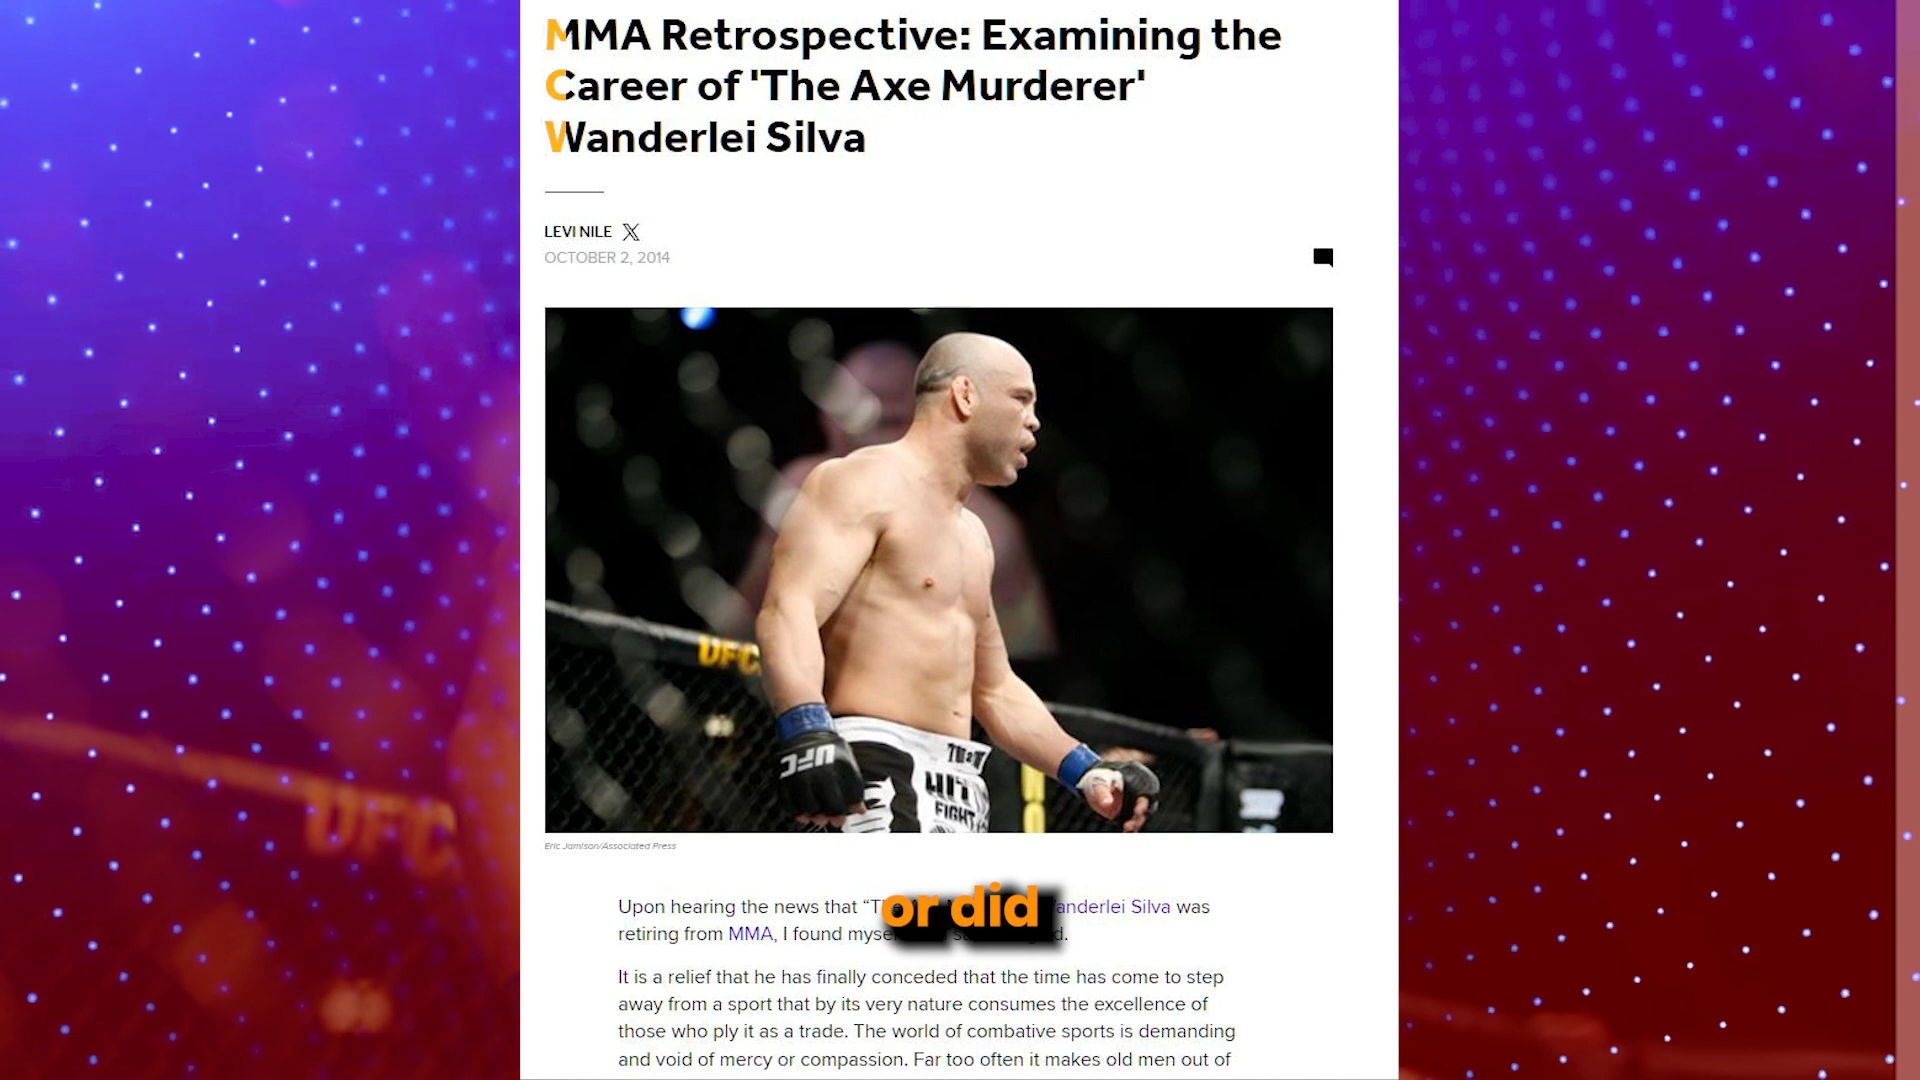 MMA Retrospective: Examining the
Career of 'The Axe Murderer'
Wanderlei Silva
LEVI NILE
OCTOBER 2, 2014
UFC
UFC
UFC
HIT
FIGHT
Eric Jamison/Associated Press
Upon hearing the news that “T anderlei Silva was
or did
retiring from MMA, I found d.
It is a relief that he has finally conceded that the time has come to step
away from a sport that by its very nature consumes the excellence of
those who ply it as a trade. The world of combative sports is demanding
and void of mercy or compassion. Far too often it makes old men out of